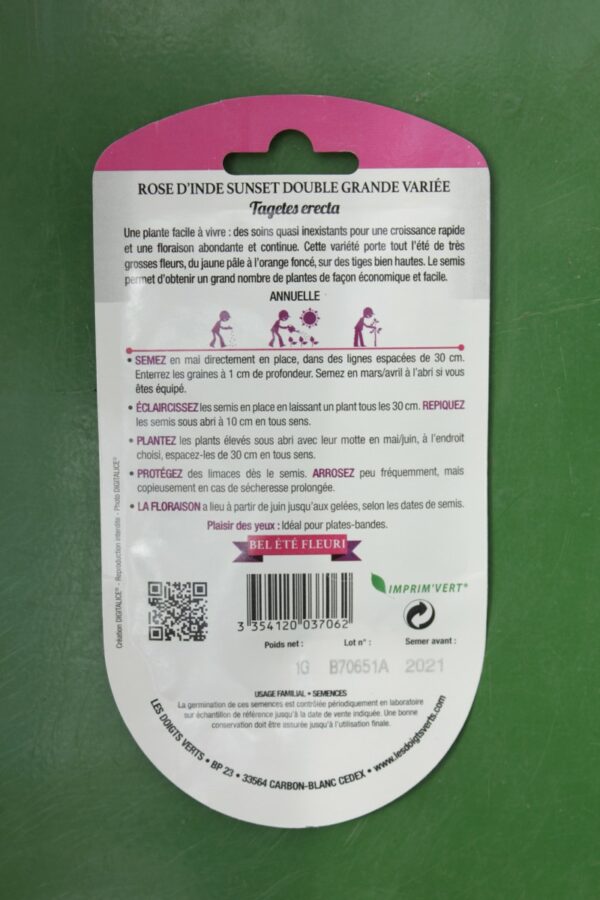 ROSE D'INDE SUNSET DOUBLE GRANDE VARIÉE
Tagetes erecta
Une plante facile à vivre : des soins quasi inexistants pour une croissance rapide
et une floraison abondante et continue. Cette variété porte tout l'été de très
grosses fleurs, du jaune pâle à l'orange foncé, sur des tiges bien hautes. Le semis
permet d'obtenir un grand nombre de plantes de façon économique et facile.
ANNUELLE
• SEMEZ en mai directement en place, dans des lignes espacées de 30 cm.
Enterrez les graines à 1 cm de profondeur. Semez en mars/avril à l'abri si vous
êtes équipé.
• ÉCLAIRCISSEZ les semis en place en laissant un plant tous les 30 cm. REPIQUEZ
les semis sous abri à 10 cm en tous sens.
• PLANTEZ les plants élevés sous abri avec leur motte en mai/juin, à l'endroit
choisi, espacez-les de 30 cm en tous sens.
• PROTÉGEZ des limaces dès le semis. ARROSEZ peu fréquemment, mais
copieusement en cas de sécheresse prolongée.
• LA FLORAISON a lieu à partir de juin jusqu'aux gelées, selon les dates de semis.
Plaisir des yeux : Idéal pour plates-bandes.
BEL ÉTÉ FLEURI
Création DIGITALICE® - Reproduction interdite - Photo DIGITALICE®
IMPRIM'VERT®
3 354120 037062
Poids net : Lot n° : Semer avant :
1G B70651A 2021
USAGE FAMILIAL • SEMENCES
La germination de ces semences est contrôlée périodiquement en laboratoire
sur échantillon de référence jusqu'à la date de vente indiquée. Une bonne
conservation doit être assurée jusqu'à l'utilisation finale.
LES DOIGTS VERTS • BP 23 • 33564 CARBON-BLANC CEDEX • www.lesdoigtsverts.com